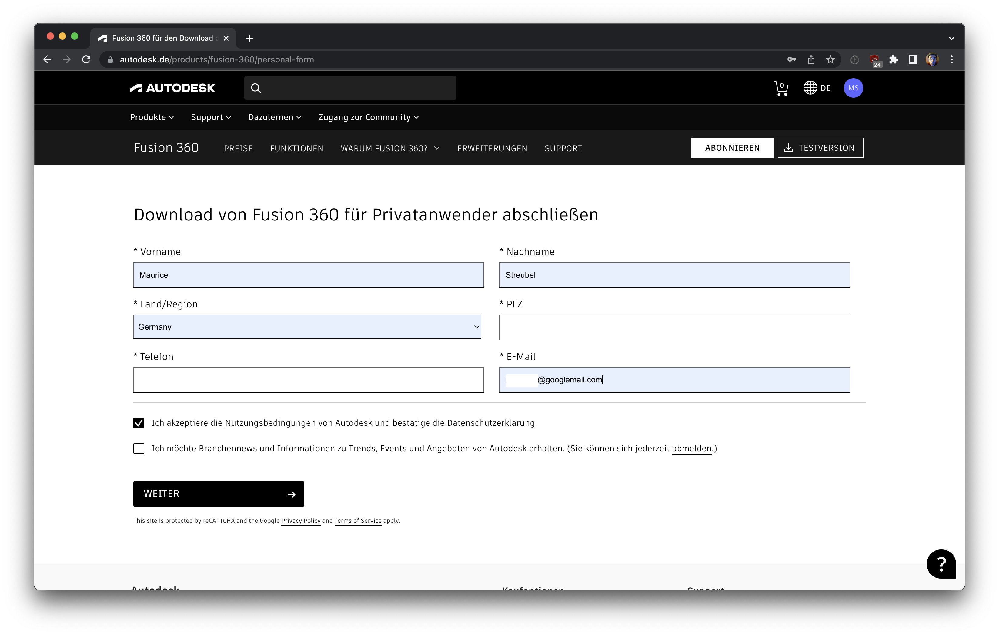 Fusion 360 für den Download
autodesk.de/products/fusion-360/personal-form
24
AUTODESK
0
DE
MS
Produkte
Support
Dazulernen
Zugang zur Community
Fusion 360
PREISE
FUNKTIONEN
WARUM FUSION 360?
ERWEITERUNGEN
SUPPORT
ABONNIEREN
TESTVERSION
Download von Fusion 360 für Privatanwender abschließen
* Vorname
* Nachname
Maurice
Streubel
* Land/Region
* PLZ
Germany
* Telefon
* E-Mail
@googlemail.com
Ich akzeptiere die Nutzungsbedingungen von Autodesk und bestätige die Datenschutzerklärung.
Ich möchte Branchennews und Informationen zu Trends, Events und Angeboten von Autodesk erhalten. (Sie können sich jederzeit abmelden.)
WEITER
This site is protected by reCAPTCHA and the Google Privacy Policy and Terms of Service apply.
?
Autodesk
Kaufoptionen
Support